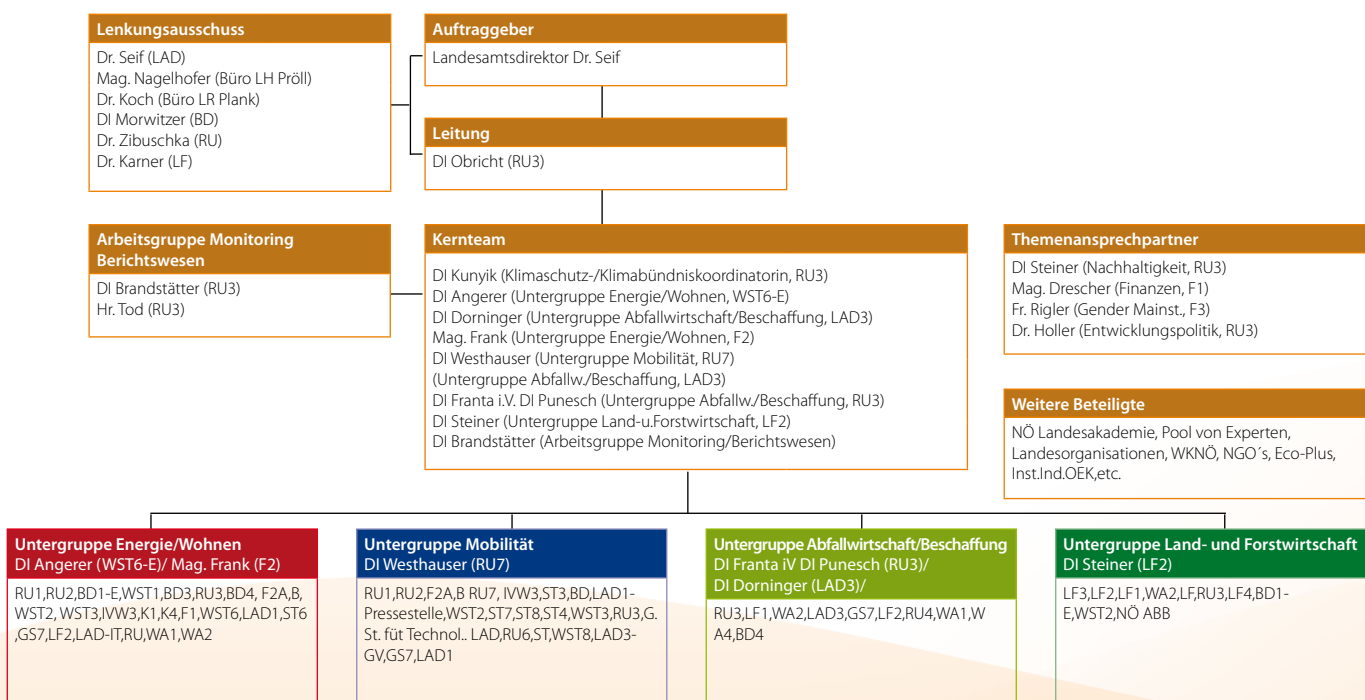 Lenkungsausschuss
Dr. Seif (LAD)
Mag. Nagelhofer (Büro LH Pröll)
Dr. Koch (Büro LR Plank)
DI Morwitzer (BD)
Dr. Zibuschka (RU)
Dr. Karner (LF)
Auftraggeber
Landesamtsdirektor Dr. Seif
Leitung
DI Obricht (RU3)
Arbeitsgruppe Monitoring
Berichtswesen
DI Brandstätter (RU3)
Hr. Tod (RU3)
Kernteam
DI Kunyik (Klimaschutz-/Klimabündniskoordinatorin, RU3)
DI Angerer (Untergruppe Energie/Wohnen, WST6-E)
DI Dorninger (Untergruppe Abfallwirtschaft/Beschaffung, LAD3)
Mag. Frank (Untergruppe Energie/Wohnen, F2)
DI Westhauser (Untergruppe Mobilität, RU7)
(Untergruppe Abfallw./Beschaffung, LAD3)
DI Franta i.V. DI Punesch (Untergruppe Abfallw./Beschaffung, RU3)
DI Steiner (Untergruppe Land-u.Forstwirtschaft, LF2)
DI Brandstätter (Arbeitsgruppe Monitoring/Berichtswesen)
Themenansprechpartner
DI Steiner (Nachhaltigkeit, RU3)
Mag. Drescher (Finanzen, F1)
Fr. Rigler (Gender Mainst., F3)
Dr. Holler (Entwicklungspolitik, RU3)
Weitere Beteiligte
NÖ Landesakademie, Pool von Experten,
Landesorganisationen, WKNÖ, NGO´s, Eco-Plus,
Inst.Ind.OEK,etc.
Untergruppe Energie/Wohnen
DI Angerer (WST6-E)/ Mag. Frank (F2)
RU1,RU2,BD1-E,WST1,BD3,RU3,BD4, F2A,B,
WST2, WST3,IVW3,K1,K4,F1,WST6,LAD1,ST6
,GS7,LF2,LAD-IT,RU,WA1,WA2
Untergruppe Mobilität
DI Westhauser (RU7)
RU1,RU2,F2A,B RU7, IVW3,ST3,BD,LAD1-
Pressestelle,WST2,ST7,ST8,ST4,WST3,RU3,G.
St. füt Technol.. LAD,RU6,ST,WST8,LAD3-
GV,GS7,LAD1
Untergruppe Abfallwirtschaft/Beschaffung
DI Franta iV DI Punesch (RU3)/
DI Dorninger (LAD3)/
RU3,LF1,WA2,LAD3,GS7,LF2,RU4,WA1,W
A4,BD4
Untergruppe Land- und Forstwirtschaft
DI Steiner (LF2)
LF3,LF2,LF1,WA2,LF,RU3,LF4,BD1-
E,WST2,NÖ ABB